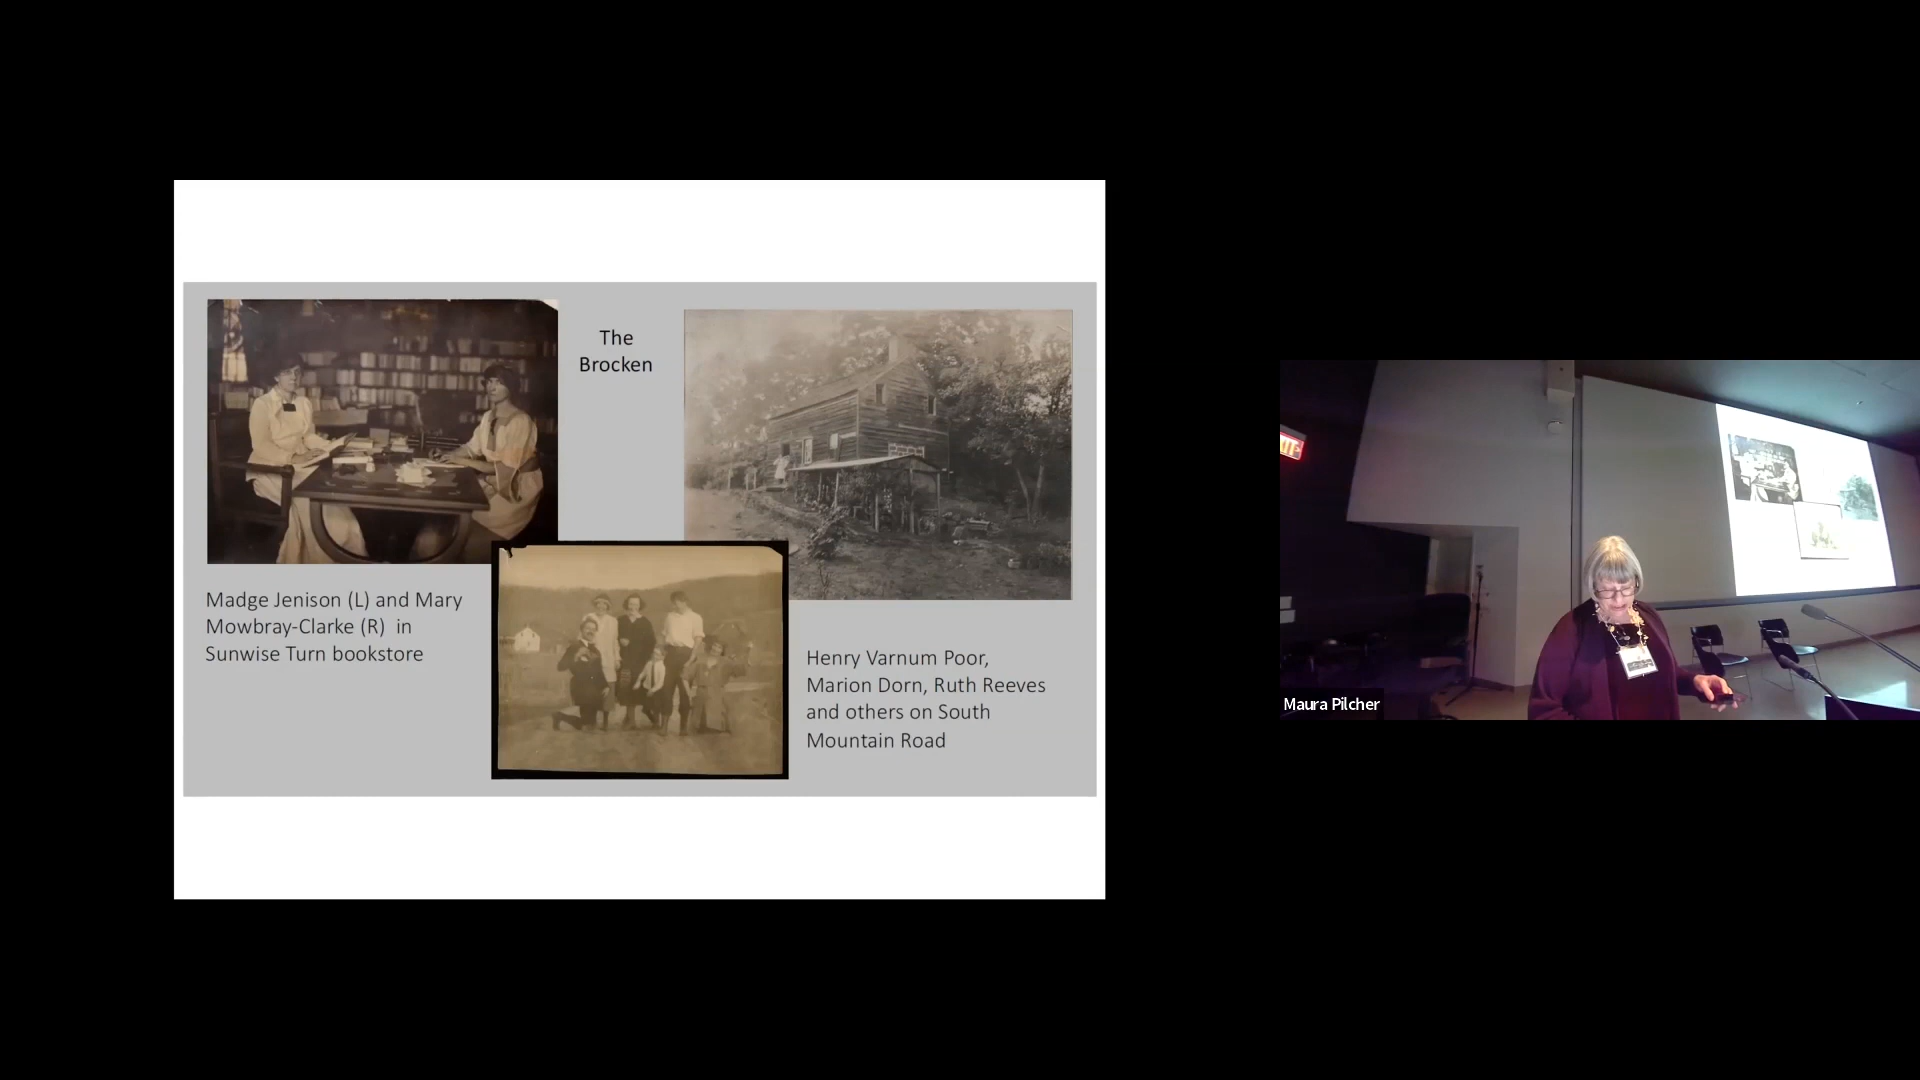 The
Brocken
Madge Jenison (L) and Mary
Mowbray-Clarke (R) in
Sunwise Turn bookstore
Henry Varnum Poor,
Marion Dorn, Ruth Reeves
and others on South
Mountain Road
Maura Pilcher